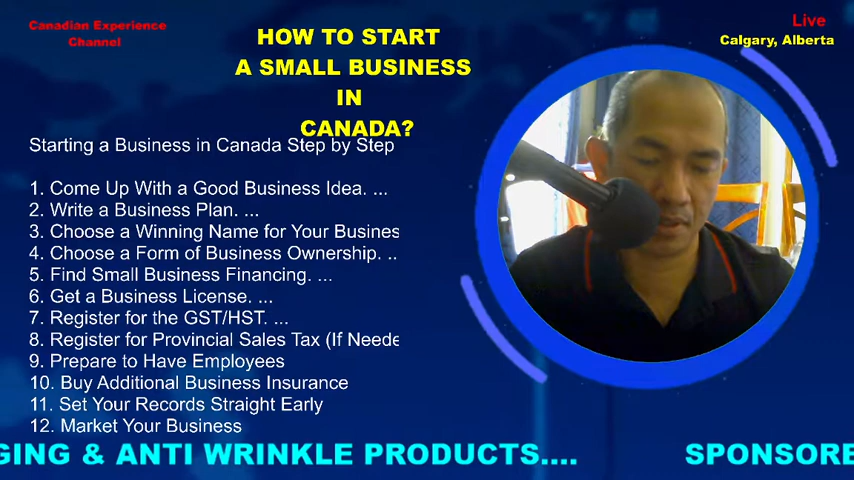 Canadian Experience
Channel
Live
Calgary, Alberta
HOW TO START
A SMALL BUSINESS
IN
CANADA?
Starting a Business in Canada Step by Step
1. Come Up With a Good Business Idea. ...
2. Write a Business Plan. ...
3. Choose a Winning Name for Your Busines
4. Choose a Form of Business Ownership. ..
5. Find Small Business Financing. ...
6. Get a Business License. ...
7. Register for the GST/HST. ...
8. Register for Provincial Sales Tax (If Neede
9. Prepare to Have Employees
10. Buy Additional Business Insurance
11. Set Your Records Straight Early
12. Market Your Business
GING & ANTI WRINKLE PRODUCTS.... SPONSORE